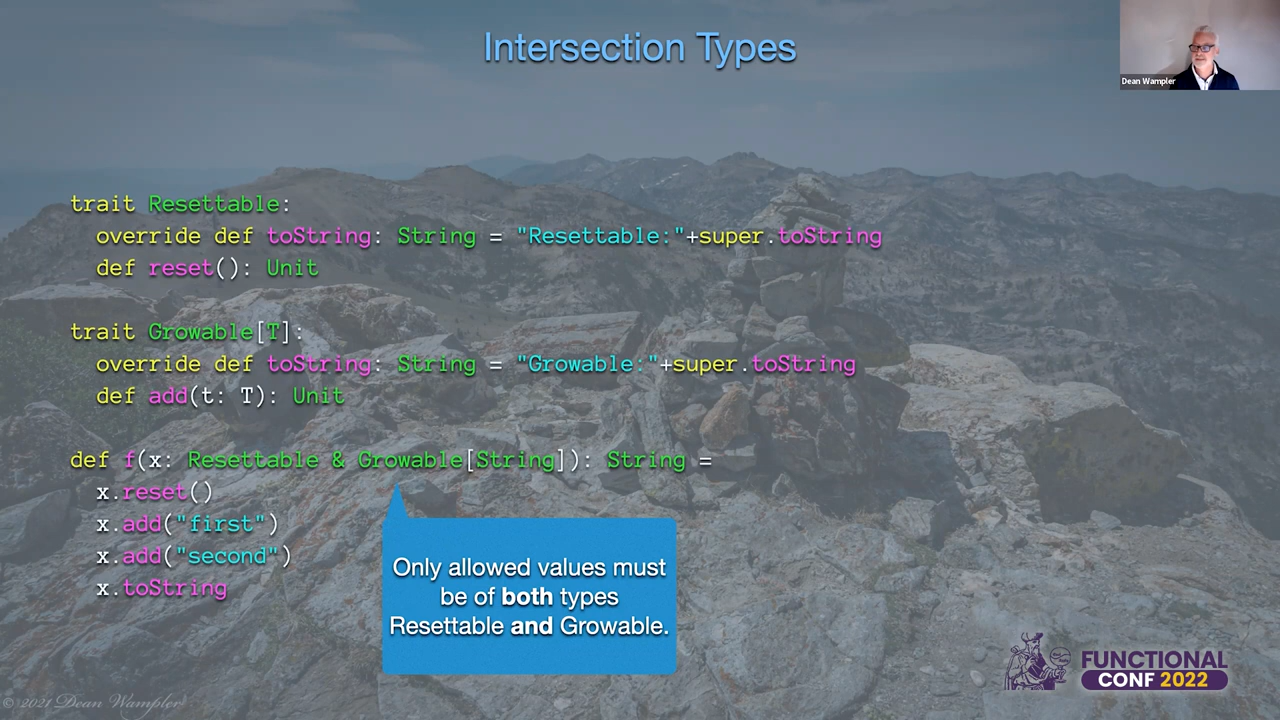 Intersection Types
Dean Wampler
trait Resettable:
  override def toString: String = "Resettable:"+super.toString
  def reset(): Unit
trait Growable[T]:
  override def toString: String = "Growable:"+super.toString
  def add(t: T): Unit
def f(x: Resettable & Growable[String]): String =
  x.reset()
  x.add("first")
  x.add("second")
  x.toString
Only allowed values must
be of both types
Resettable and Growable.
FUNCTIONAL
CONF 2022
© 2021 Dean Wampler